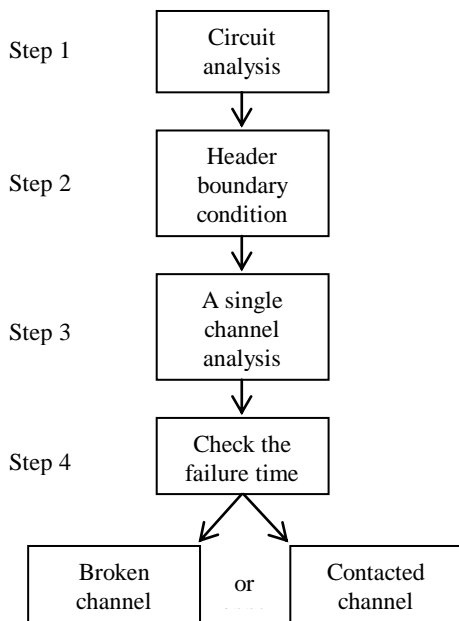 Step 1
Circuit
analysis
Step 2
Header
boundary
condition
Step 3
A single
channel
analysis
Step 4
Check the
failure time
Broken
channel
or
Contacted
channel